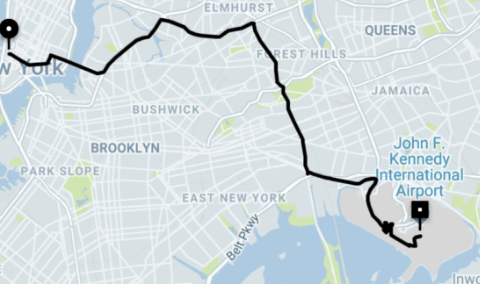 ELMHURST
QUEENS
FOREST HILLS
YORK
JAMAICA
BUSHWICK
BROOKLYN
John F.
Kennedy
International
Airport
PARK SLOPE
EAST NEW YORK
Belt Pkwy
Inwo